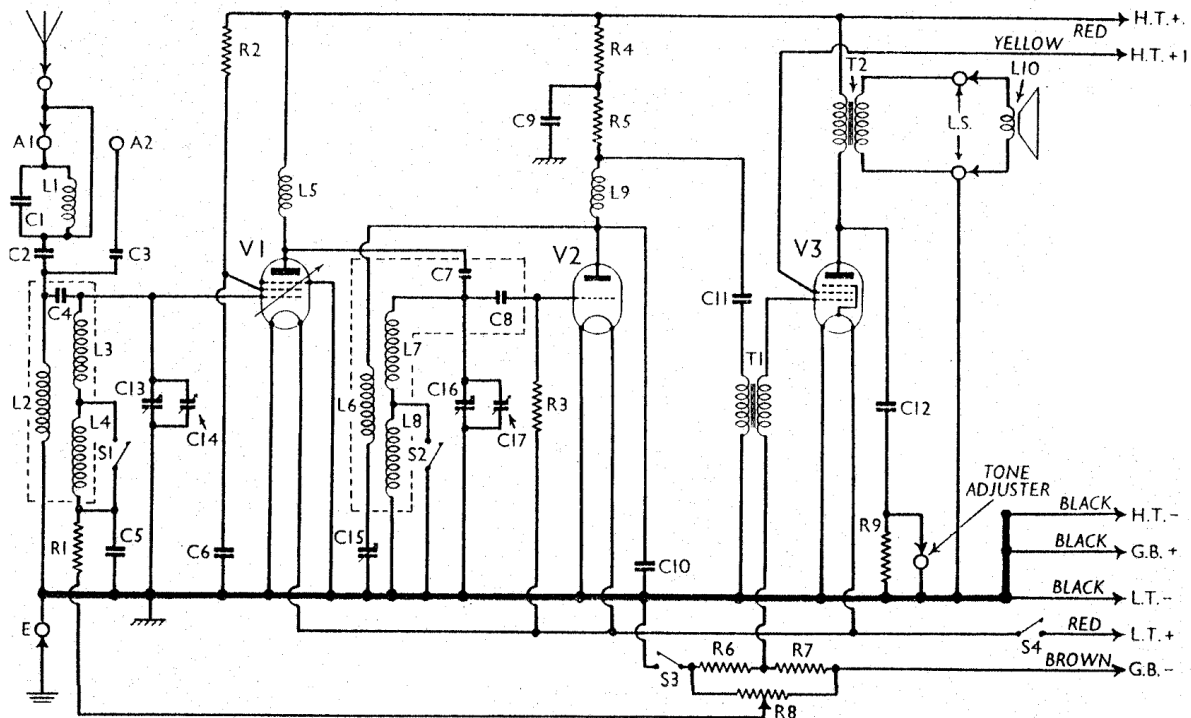 H.T.+.
RED
YELLOW
H.T.+1
R2
R4
T2
L10
C9
R5
L.S.
A1
A2
L1
C1
L5
L9
C2
C3
V1
V2
V3
C7
C4
C8
C11
L3
L7
T1
C13
L2
L4
S1
C14
L6
C16
L8
S2
C17
R3
C12
TONE
ADJUSTER
R1
C5
C6
C15
C10
R9
BLACK
H.T.–
BLACK
G.B.+
BLACK
L.T.–
E
RED
L.T.+
S4
S3
R6
R7
BROWN
G.B.–
R8